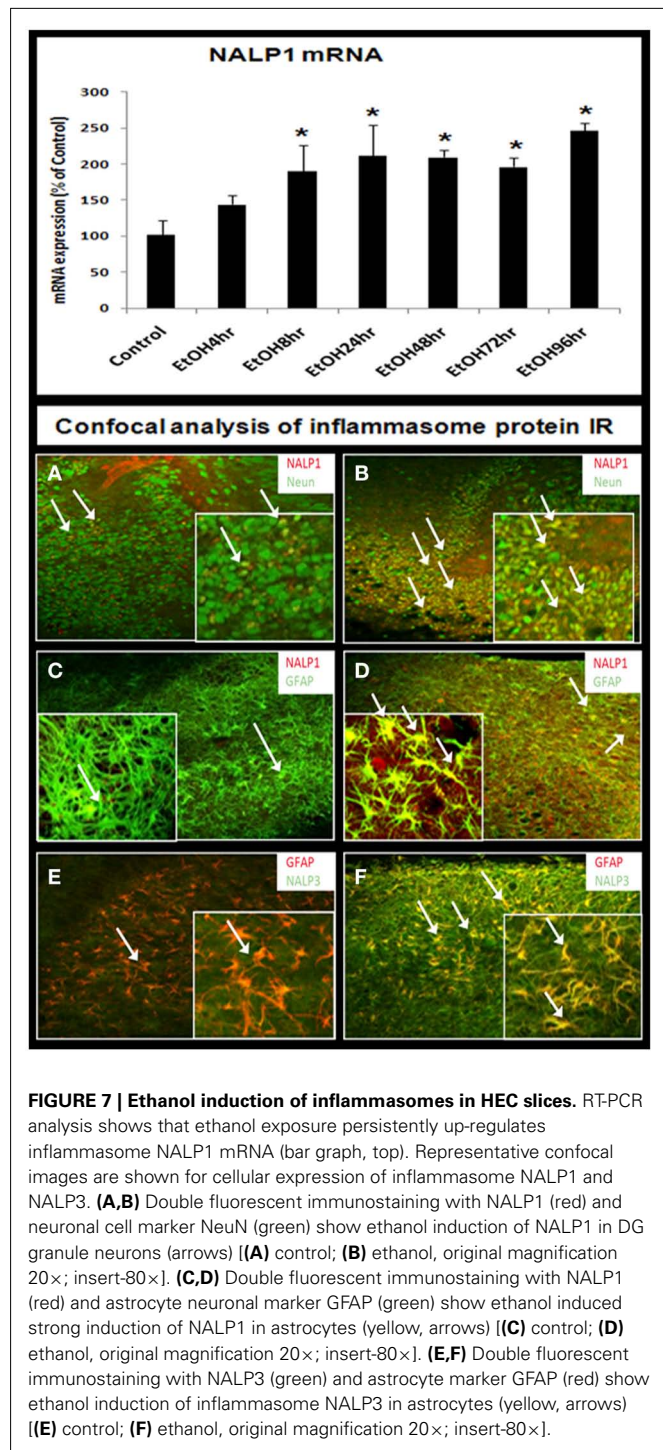 NALP1 mRNA
mRNA expression (% of Control)
300
250
200
150
100
50
0
* * * * *
Control EtOH4hr EtOH8hr EtOH24hr EtOH48hr EtOH72hr EtOH96hr
Confocal analysis of inflammasome protein IR
A
NALP1
Neun
B
NALP1
Neun
C
NALP1
GFAP
D
NALP1
GFAP
E
GFAP
NALP3
F
GFAP
NALP3
FIGURE 7 | Ethanol induction of inflammasomes in HEC slices. RT-PCR
analysis shows that ethanol exposure persistently up-regulates
inflammasome NALP1 mRNA (bar graph, top). Representative confocal
images are shown for cellular expression of inflammasome NALP1 and
NALP3. (A,B) Double fluorescent immunostaining with NALP1 (red) and
neuronal cell marker NeuN (green) show ethanol induction of NALP1 in DG
granule neurons (arrows) [(A) control; (B) ethanol, original magnification
20×; insert-80×]. (C,D) Double fluorescent immunostaining with NALP1
(red) and astrocyte neuronal marker GFAP (green) show ethanol induced
strong induction of NALP1 in astrocytes (yellow, arrows) [(C) control; (D)
ethanol, original magnification 20×; insert-80×]. (E,F) Double fluorescent
immunostaining with NALP3 (green) and astrocyte marker GFAP (red) show
ethanol induction of inflammasome NALP3 in astrocytes (yellow, arrows)
[(E) control; (F) ethanol, original magnification 20×; insert-80×].